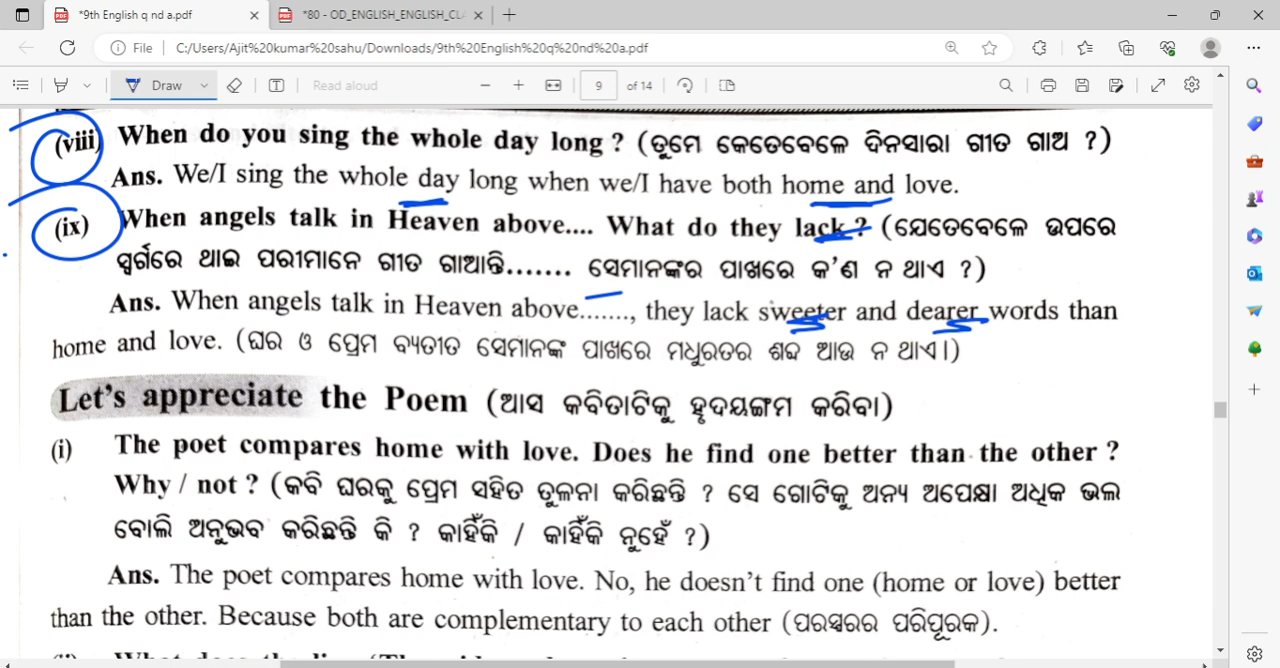 *9th English q nd a.pdf
*80 - OD_ENGLISH_ENGLISH_CLA
File | C:/Users/Ajit%20kumar%20sahu/Downloads/9th%20English%20q%20nd%20a.pdf
Draw
Read aloud
9 of 14
(viii) When do you sing the whole day long ? (ତୁମେ କେତେବେଳେ ଦିନସାରା ଗୀତ ଗାଅ ?)
Ans. We/I sing the whole day long when we/I have both home and love.
(ix) When angels talk in Heaven above.... What do they lack ? (ଯେତେବେଳେ ଉପରେ
ସ୍ୱର୍ଗରେ ଥାଇ ପରୀମାନେ ଗୀତ ଗାଆନ୍ତି....... ସେମାନଙ୍କର ପାଖରେ କ'ଣ ନ ଥାଏ ?)
Ans. When angels talk in Heaven above......., they lack sweeter and dearer words than
home and love. (ଘର ଓ ପ୍ରେମ ବ୍ୟତୀତ ସେମାନଙ୍କ ପାଖରେ ମଧୁରତର ଶବ୍ଦ ଆଉ ନ ଥାଏ।)
Let's appreciate the Poem (ଆସ କବିତାଟିକୁ ହୃଦୟଙ୍ଗମ କରିବା)
(i) The poet compares home with love. Does he find one better than the other ?
Why / not ? (କବି ଘରକୁ ପ୍ରେମ ସହିତ ତୁଳନା କରିଛନ୍ତି ? ସେ ଗୋଟିକୁ ଅନ୍ୟ ଅପେକ୍ଷା ଅଧିକ ଭଲ
ବୋଲି ଅନୁଭବ କରିଛନ୍ତି କି ? କାହିଁକି / କାହିଁକି ନୁହେଁ ?)
Ans. The poet compares home with love. No, he doesn't find one (home or love) better
than the other. Because both are complementary to each other (ପରସ୍ପରର ପରିପୂରକ).